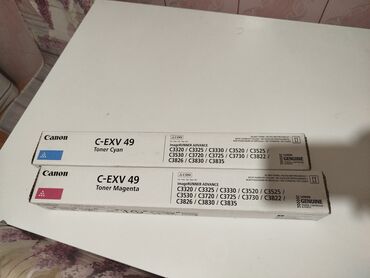 Canon
C-EXV 49
Toner Cyan
imageRUNNER ADVANCE
C3320 / C3325 / C3330 / C3520 / C3525 /
C3530 / C3720 / C3725 / C3730 / C3822 /
C3826 / C3830 / C3835
GENUINE
Canon
C-EXV 49
Toner Magenta
imageRUNNER ADVANCE
C3320 / C3325 / C3330 / C3520 / C3525 /
C3530 / C3720 / C3725 / C3730 / C3822 /
C3826 / C3830 / C3835
GENUINE